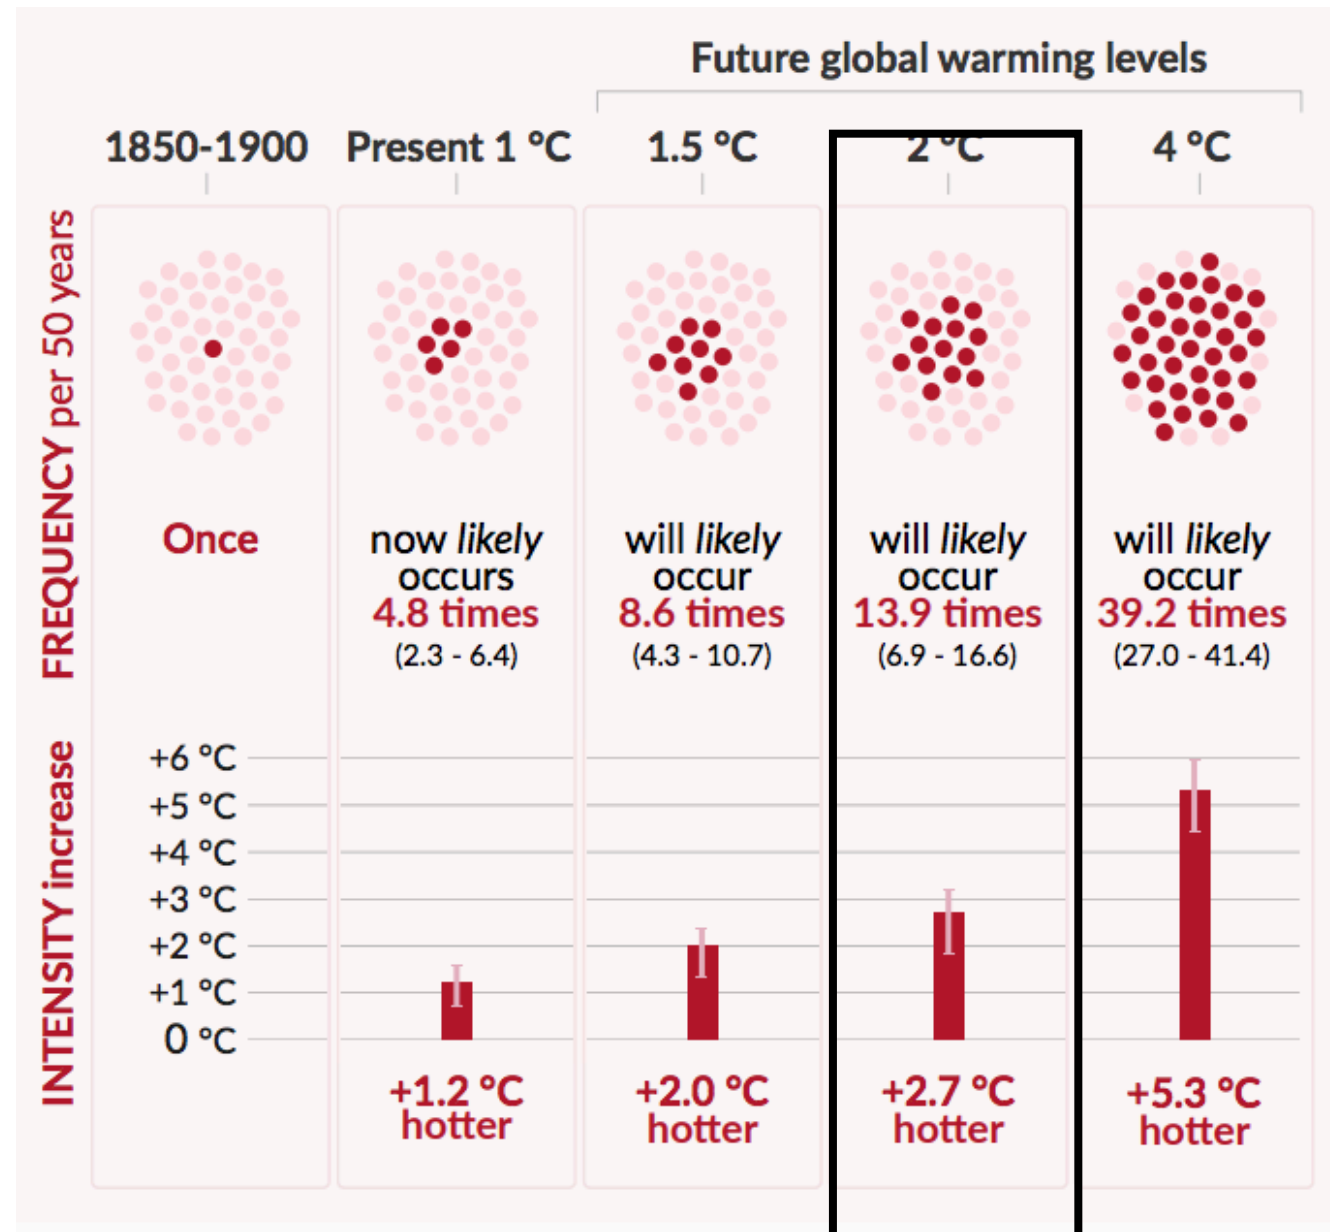 Future global warming levels
1850-1900 Present 1 °C 1.5 °C 2 °C 4 °C
FREQUENCY per 50 years
Once
now likely
occurs
4.8 times
(2.3 - 6.4)
will likely
occur
8.6 times
(4.3 - 10.7)
will likely
occur
13.9 times
(6.9 - 16.6)
will likely
occur
39.2 times
(27.0 - 41.4)
INTENSITY increase
+6 °C
+5 °C
+4 °C
+3 °C
+2 °C
+1 °C
0 °C
+1.2 °C
hotter
+2.0 °C
hotter
+2.7 °C
hotter
+5.3 °C
hotter